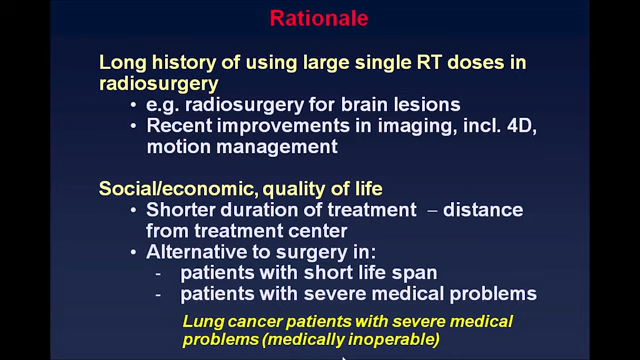 Rationale
Long history of using large single RT doses in
radiosurgery
• e.g. radiosurgery for brain lesions
• Recent improvements in imaging, incl. 4D,
motion management
Social/economic, quality of life
• Shorter duration of treatment – distance
from treatment center
• Alternative to surgery in:
- patients with short life span
- patients with severe medical problems
Lung cancer patients with severe medical
problems (medically inoperable)